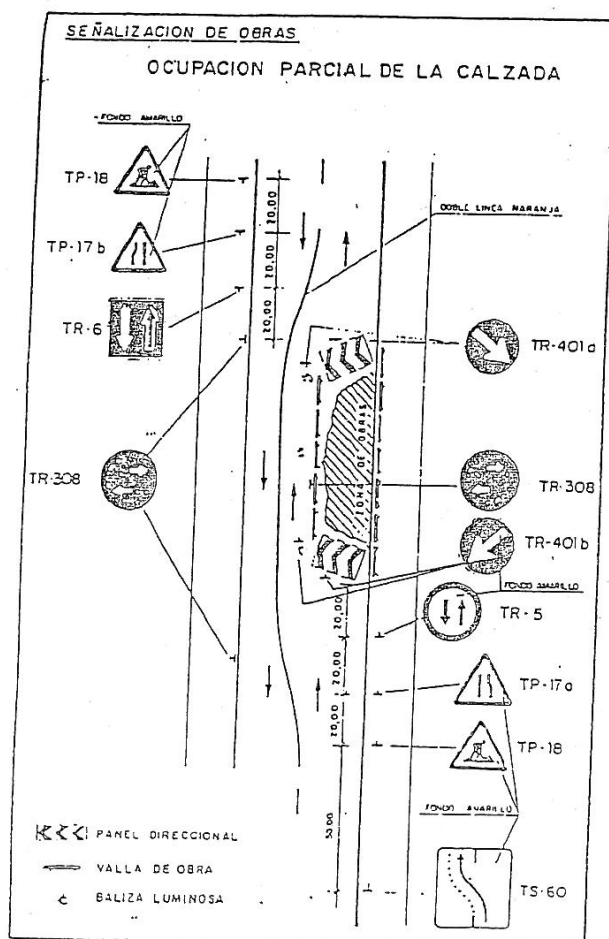 SEÑALIZACION DE OBRAS
OCUPACION PARCIAL DE LA CALZADA
FONDO AMARILLO
TP-18
TP-17b
TR-6
TR-308
20,00
20,00
20,00
DOBLE LINEA NARANJA
ZONA DE OBRAS
TR-401a
TR-308
TR-401b
FONDO AMARILLO
TR-5
TP-17a
TP-18
20,00
20,00
20,00
50,00
FONDO AMARILLO
TS-60
PANEL DIRECCIONAL
VALLA DE OBRA
BALIZA LUMINOSA